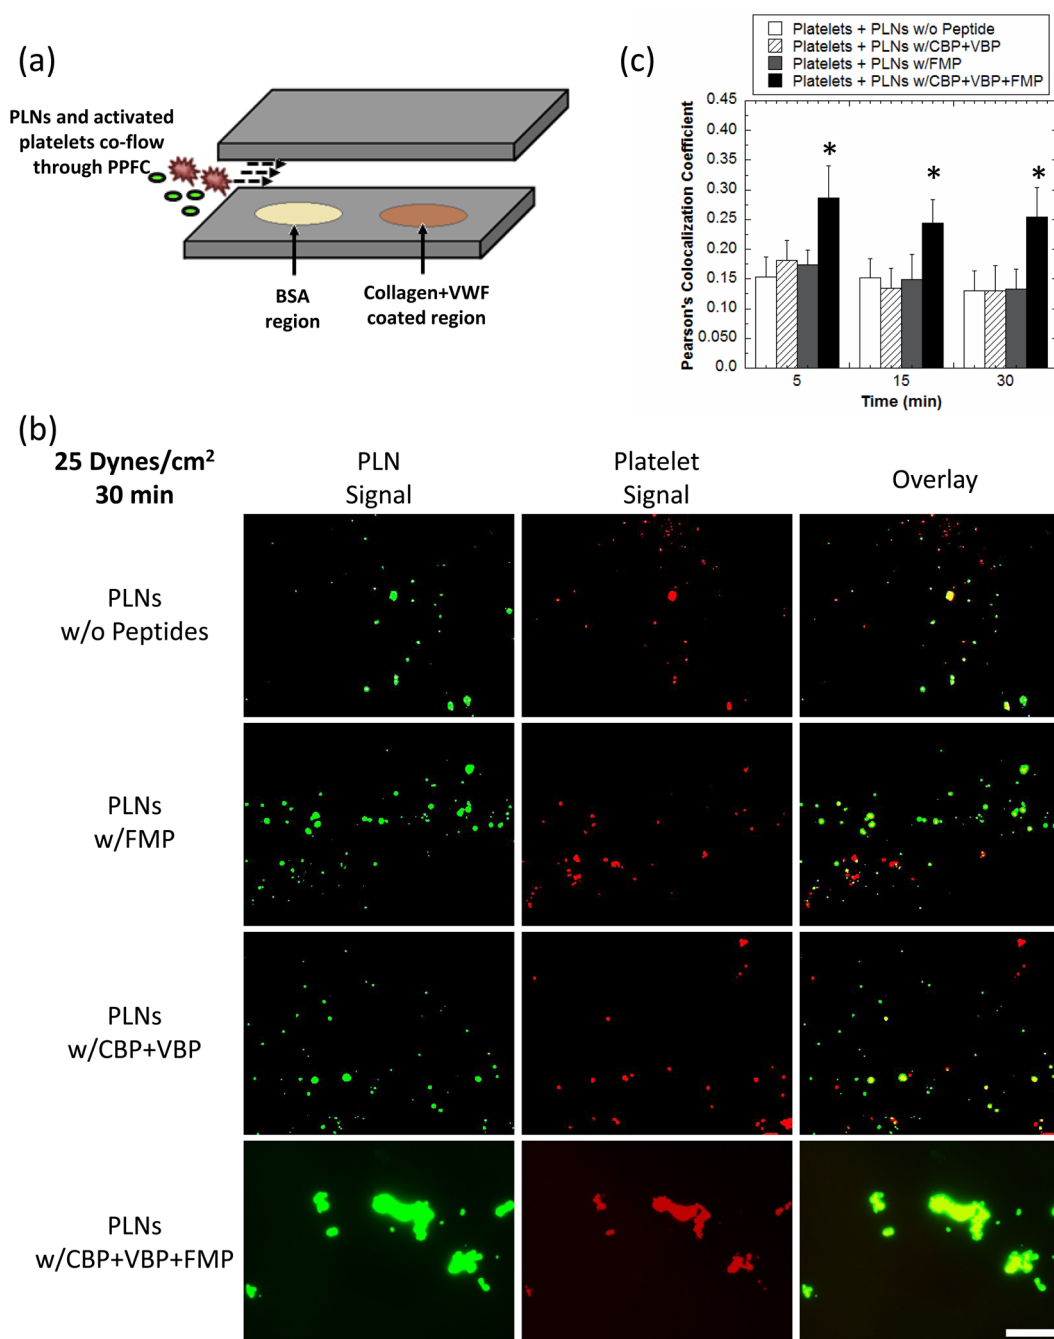 (a)
PLNs and activated
platelets co-flow
through PPFC
BSA
region
Collagen+VWF
coated region
(c)
Platelets + PLNs w/o Peptide
Platelets + PLNs w/CBP+VBP
Platelets + PLNs w/FMP
Platelets + PLNs w/CBP+VBP+FMP
Pearson's Colocalization Coefficient
0.45
0.40
0.35
0.30
0.25
0.20
0.15
0.10
0.050
0.0
*
*
*
5
15
30
Time (min)
(b)
25 Dynes/cm²
30 min
PLN
Signal
Platelet
Signal
Overlay
PLNs
w/o Peptides
PLNs
w/FMP
PLNs
w/CBP+VBP
PLNs
w/CBP+VBP+FMP